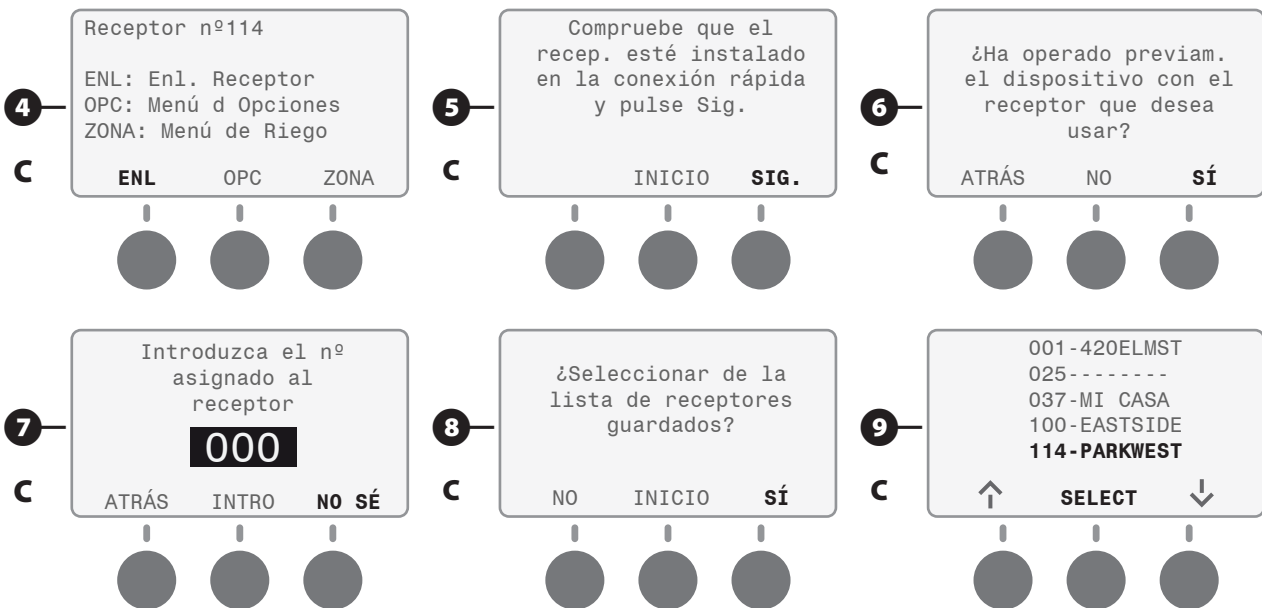 4
C
Receptor nº114
ENL: Enl. Receptor
OPC: Menú d Opciones
ZONA: Menú de Riego
ENL OPC ZONA
5
C
Compruebe que el
recep. esté instalado
en la conexión rápida
y pulse Sig.
INICIO SIG.
6
C
¿Ha operado previam.
el dispositivo con el
receptor que desea
usar?
ATRÁS NO SÍ
7
C
Introduzca el nº
asignado al
receptor
000
ATRÁS INTRO NO SÉ
8
C
¿Seleccionar de la
lista de receptores
guardados?
NO INICIO SÍ
9
C
001-420ELMST
025--------
037-MI CASA
100-EASTSIDE
114-PARKWEST
↑ SELECT ↓